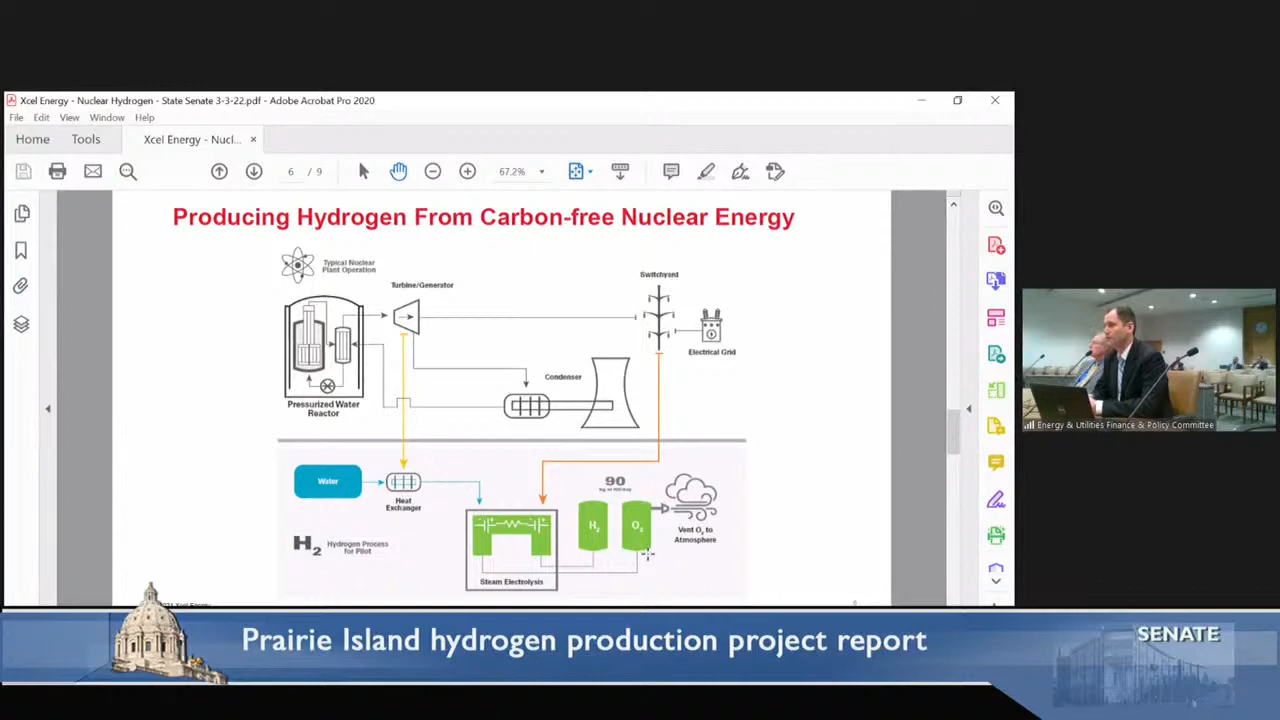 Xcel Energy - Nuclear Hydrogen - State Senate 3-3-22.pdf - Adobe Acrobat Pro 2020
File Edit View Window Help
Home Tools Xcel Energy - Nucl... ×
6 / 9 67.2%
Producing Hydrogen From Carbon-free Nuclear Energy
Typical Nuclear
Plant Operation
Turbine/Generator
Switchyard
Electrical Grid
Condenser
Pressurized Water
Reactor
Water
Heat
Exchanger
90
H₂
O₂
Vent O₂ to
Atmosphere
H₂ Hydrogen Process
for Pilot
Steam Electrolysis
Xcel Energy
6
Energy & Utilities Finance & Policy Committee
Prairie Island hydrogen production project report
SENATE